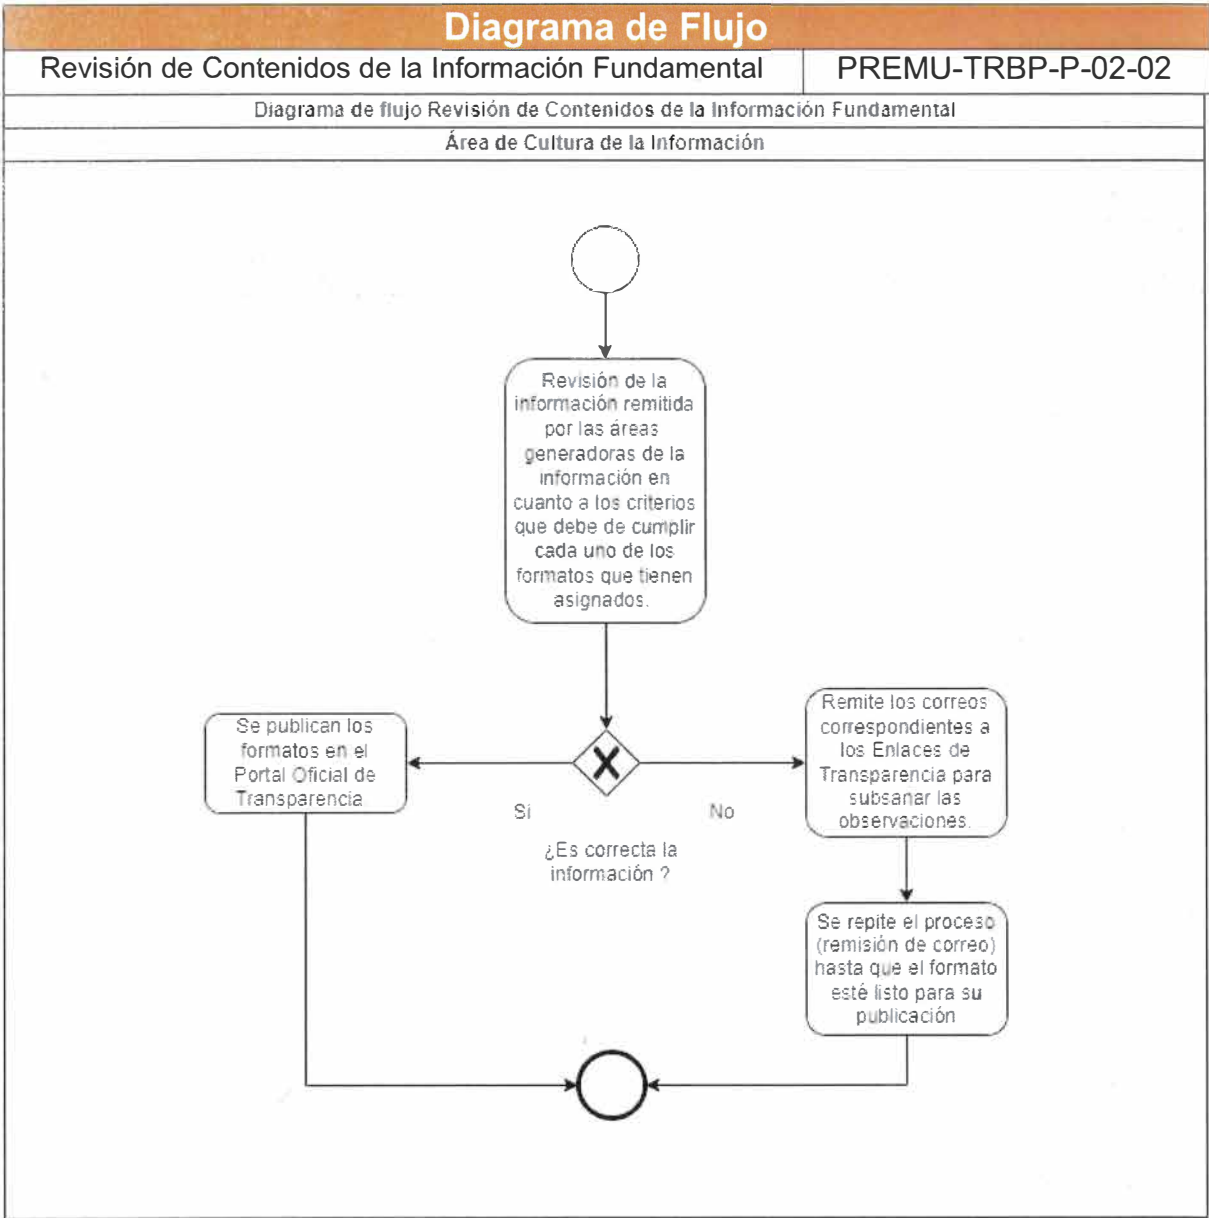 Diagrama de Flujo
Revisión de Contenidos de la Información Fundamental
PREMU-TRBP-P-02-02
Diagrama de flujo Revisión de Contenidos de la Información Fundamental
Área de Cultura de la Información
Revisión de la
información remitida
por las áreas
generadoras de la
información en
cuanto a los criterios
que debe de cumplir
cada uno de los
formatos que tienen
asignados.
Se publican los
formatos en el
Portal Oficial de
Transparencia
Si
No
¿Es correcta la
información ?
Remite los correos
correspondientes a
los Enlaces de
Transparencia para
subsanar las
observaciones.
Se repite el proceso
(remisión de correo)
hasta que el formato
esté listo para su
publicación